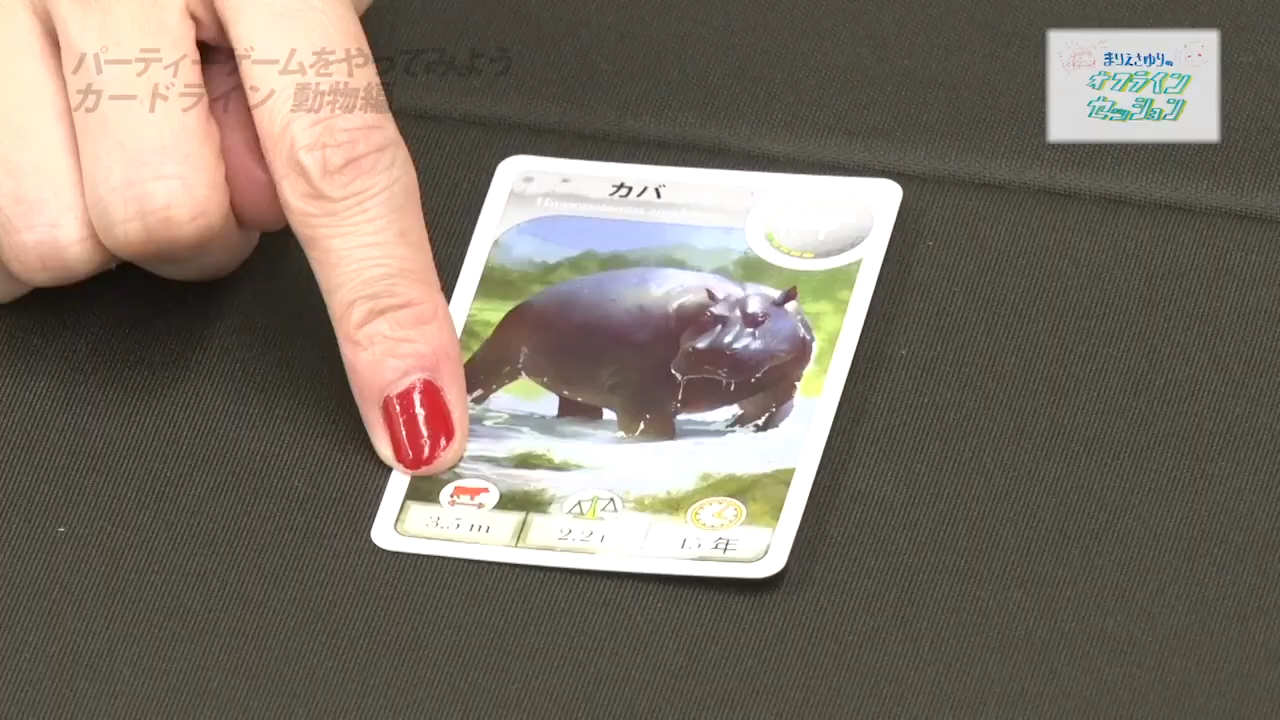 パーティーゲームをやってみよう
カードライン 動物編
まりえさゆりの
オフライン
セッション
カバ
3.5 m
2.2t
15 年